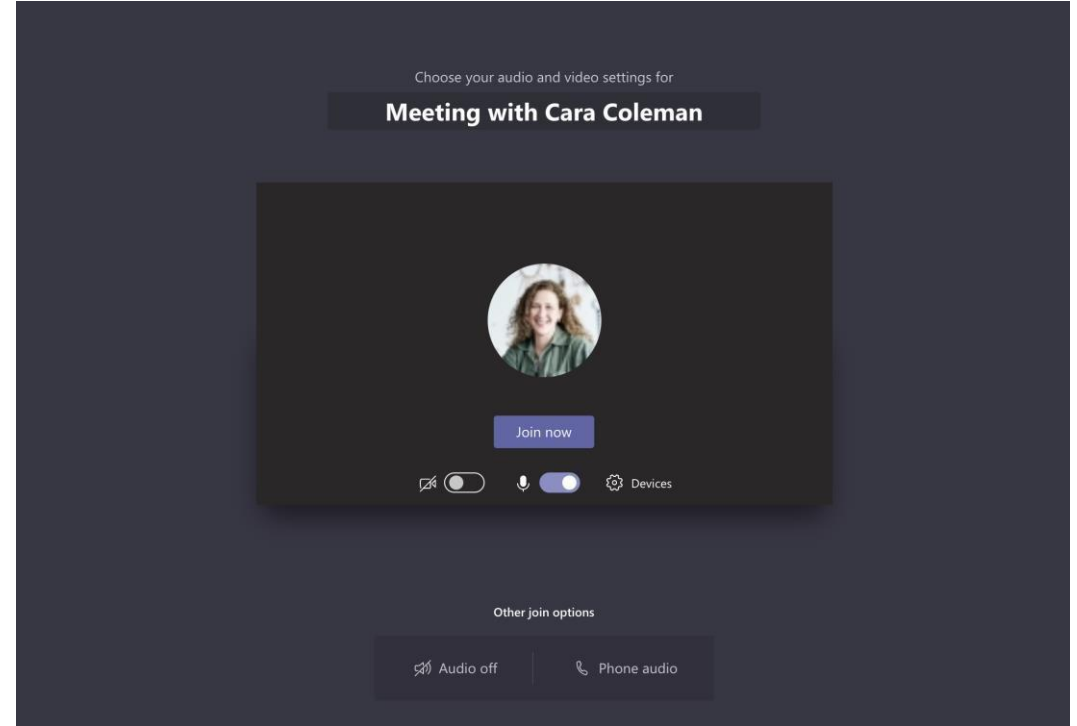 Choose your audio and video settings for
Meeting with Cara Coleman
Join now
Devices
Other join options
Audio off
Phone audio